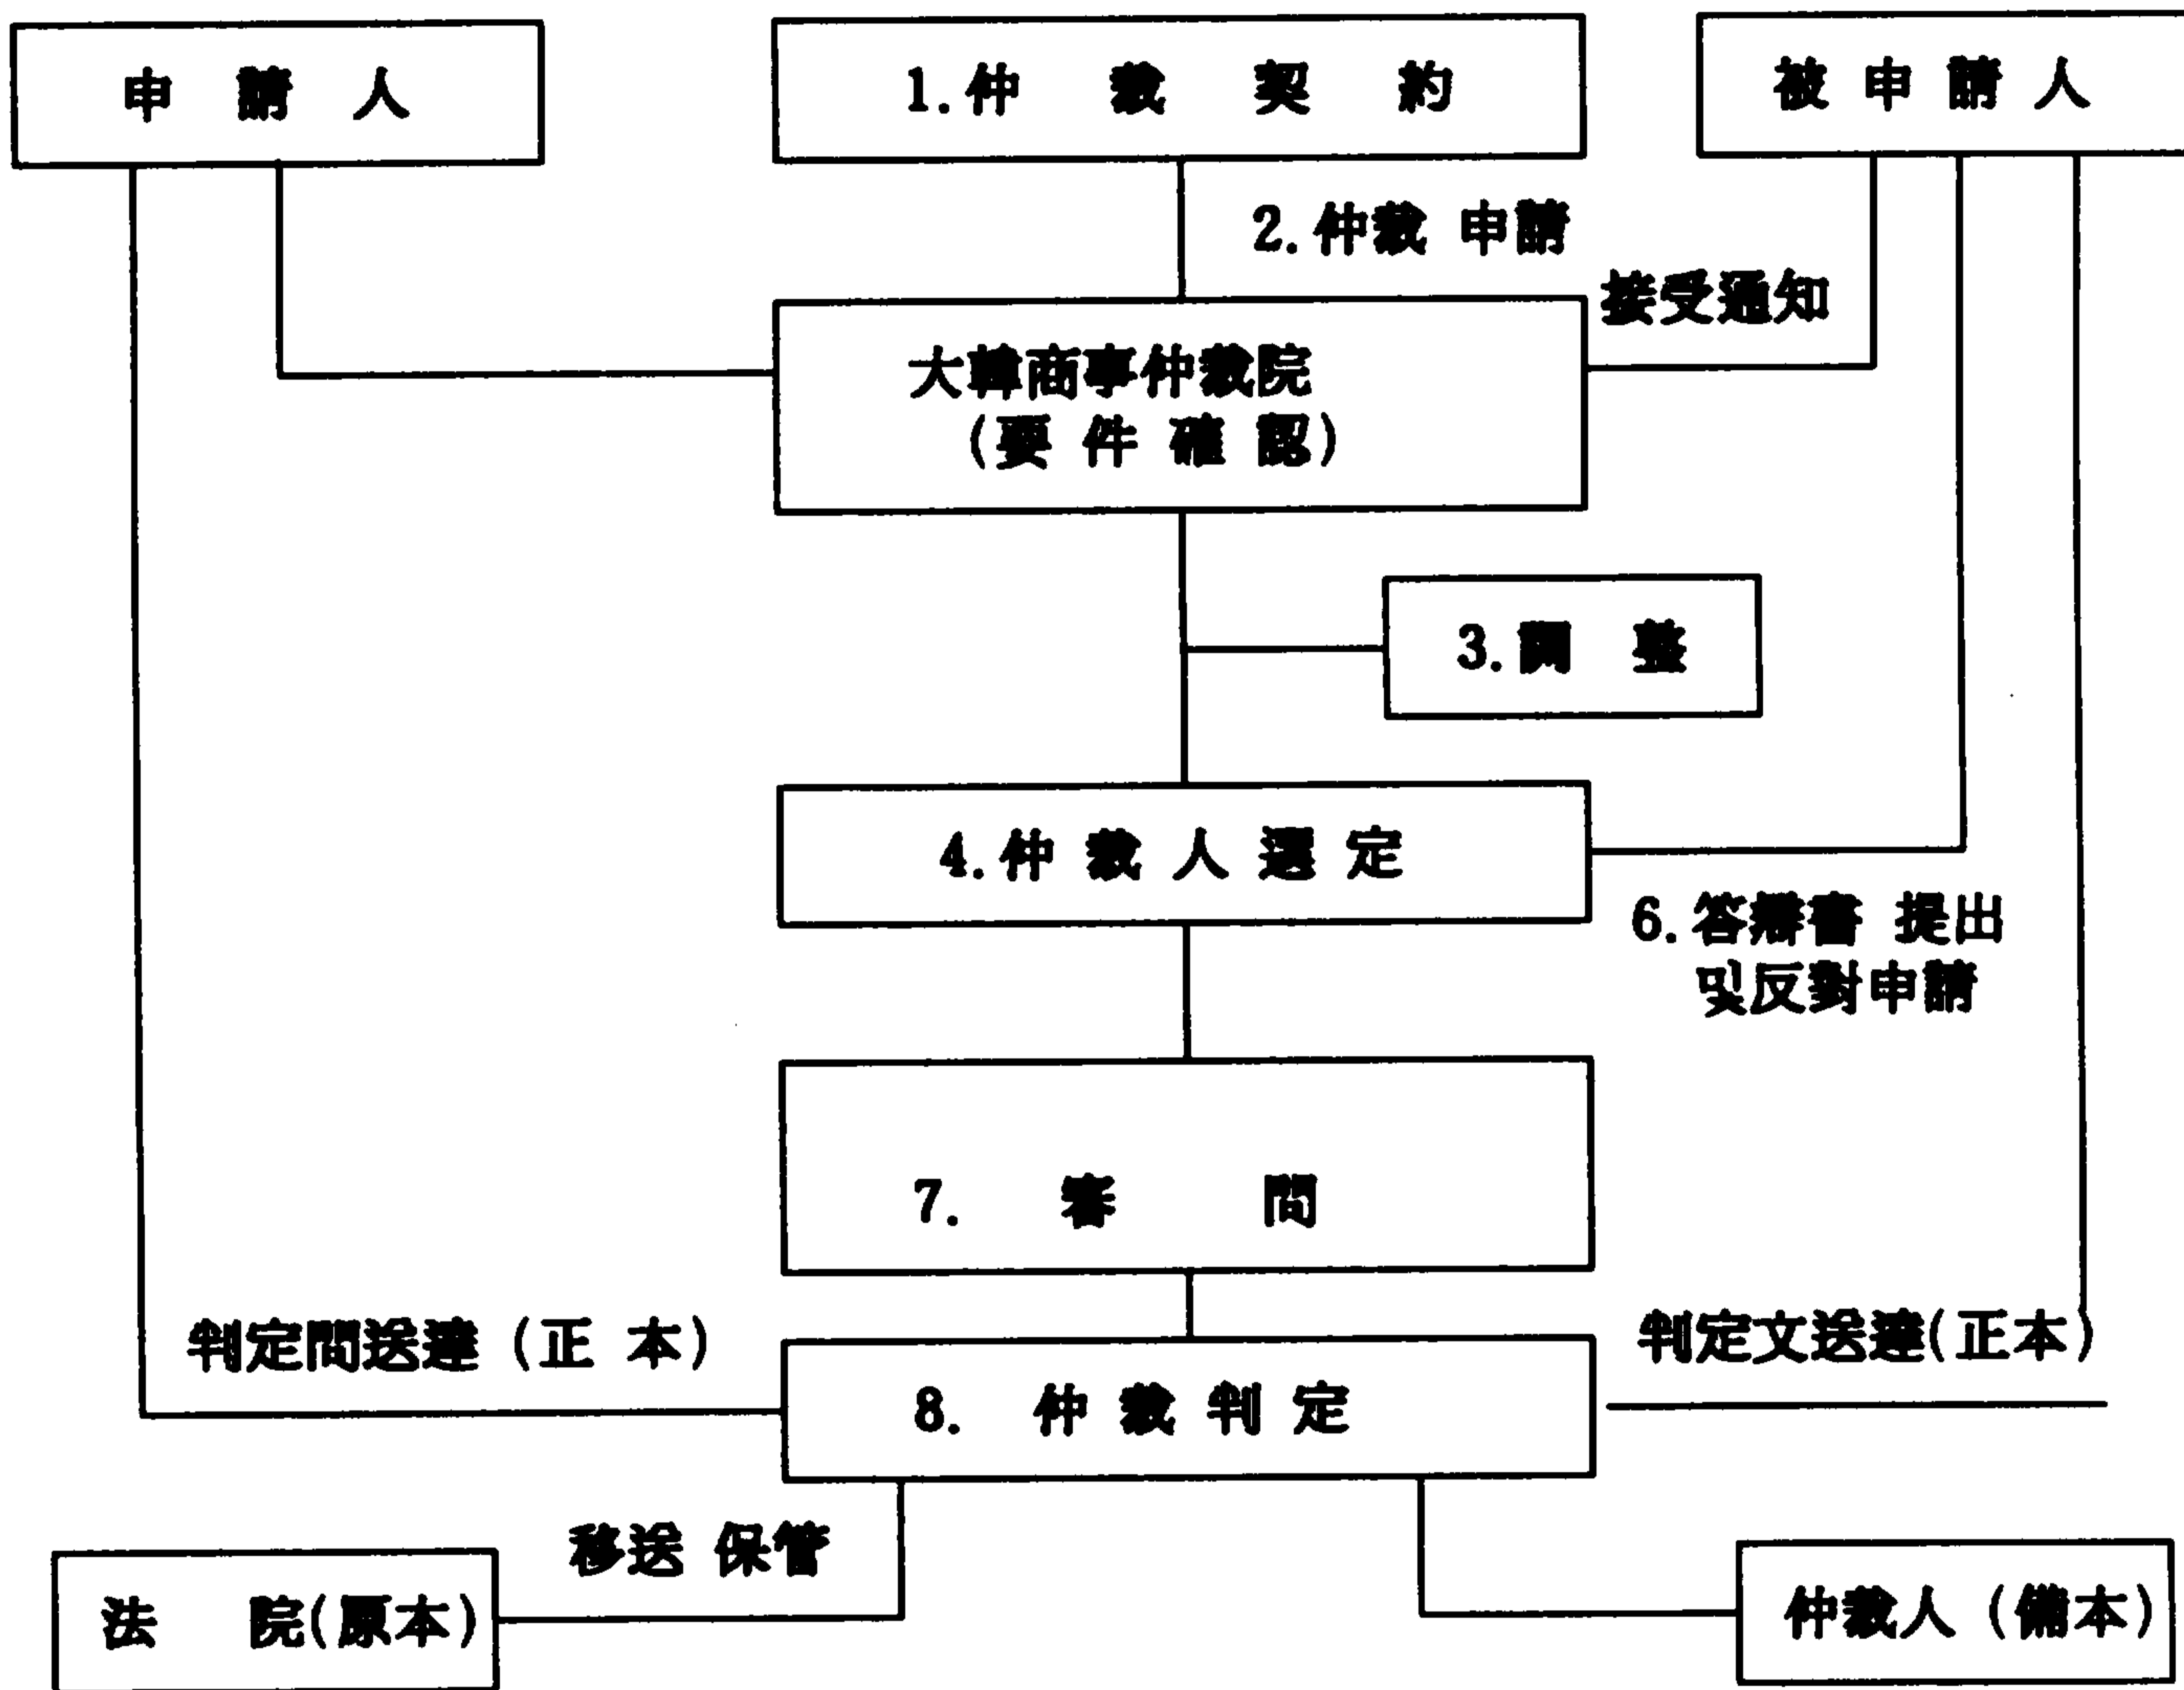 申 請 人
1.仲 裁 契 約
被 申 請 人
2.仲裁 申請
接受通知
大韓商事仲裁院
(要 件 確 認)
3.調 整
4.仲 裁 人 選 定
6.答辯書 提出
및反對申請
7. 審 問
判定問送達 (正 本)
判定文送達(正本)
8. 仲 裁 判 定
移送 保管
法 院(原本)
仲裁人 (備本)